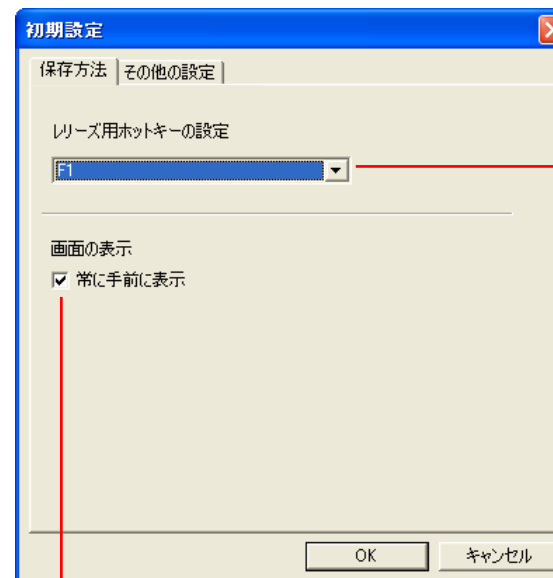 初期設定
保存方法 その他の設定
レリーズ用ホットキーの設定
F1
画面の表示
常に手前に表示
OK キャンセル